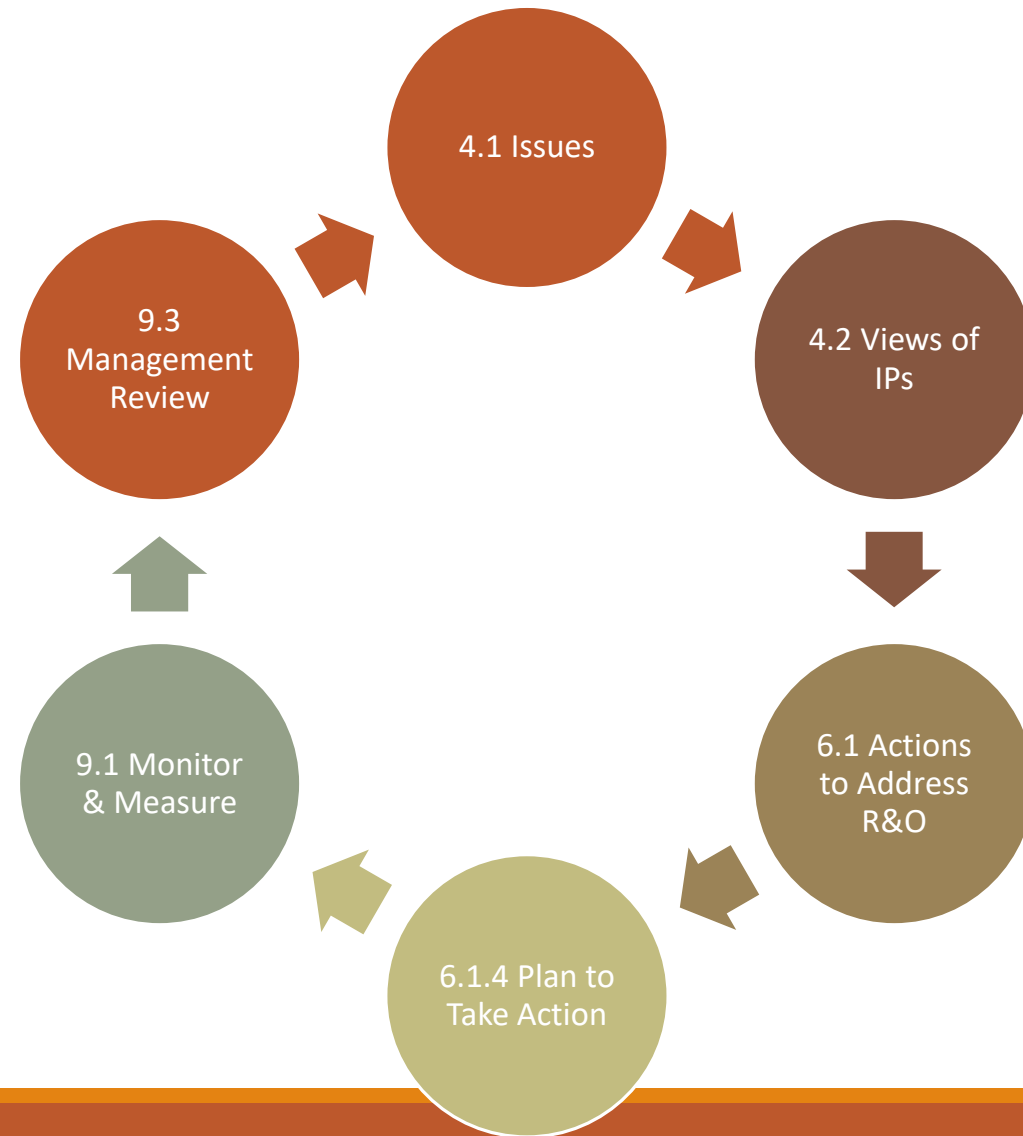 4.1 Issues
4.2 Views of
IPs
6.1 Actions
to Address
R&O
6.1.4 Plan to
Take Action
9.1 Monitor
& Measure
9.3
Management
Review